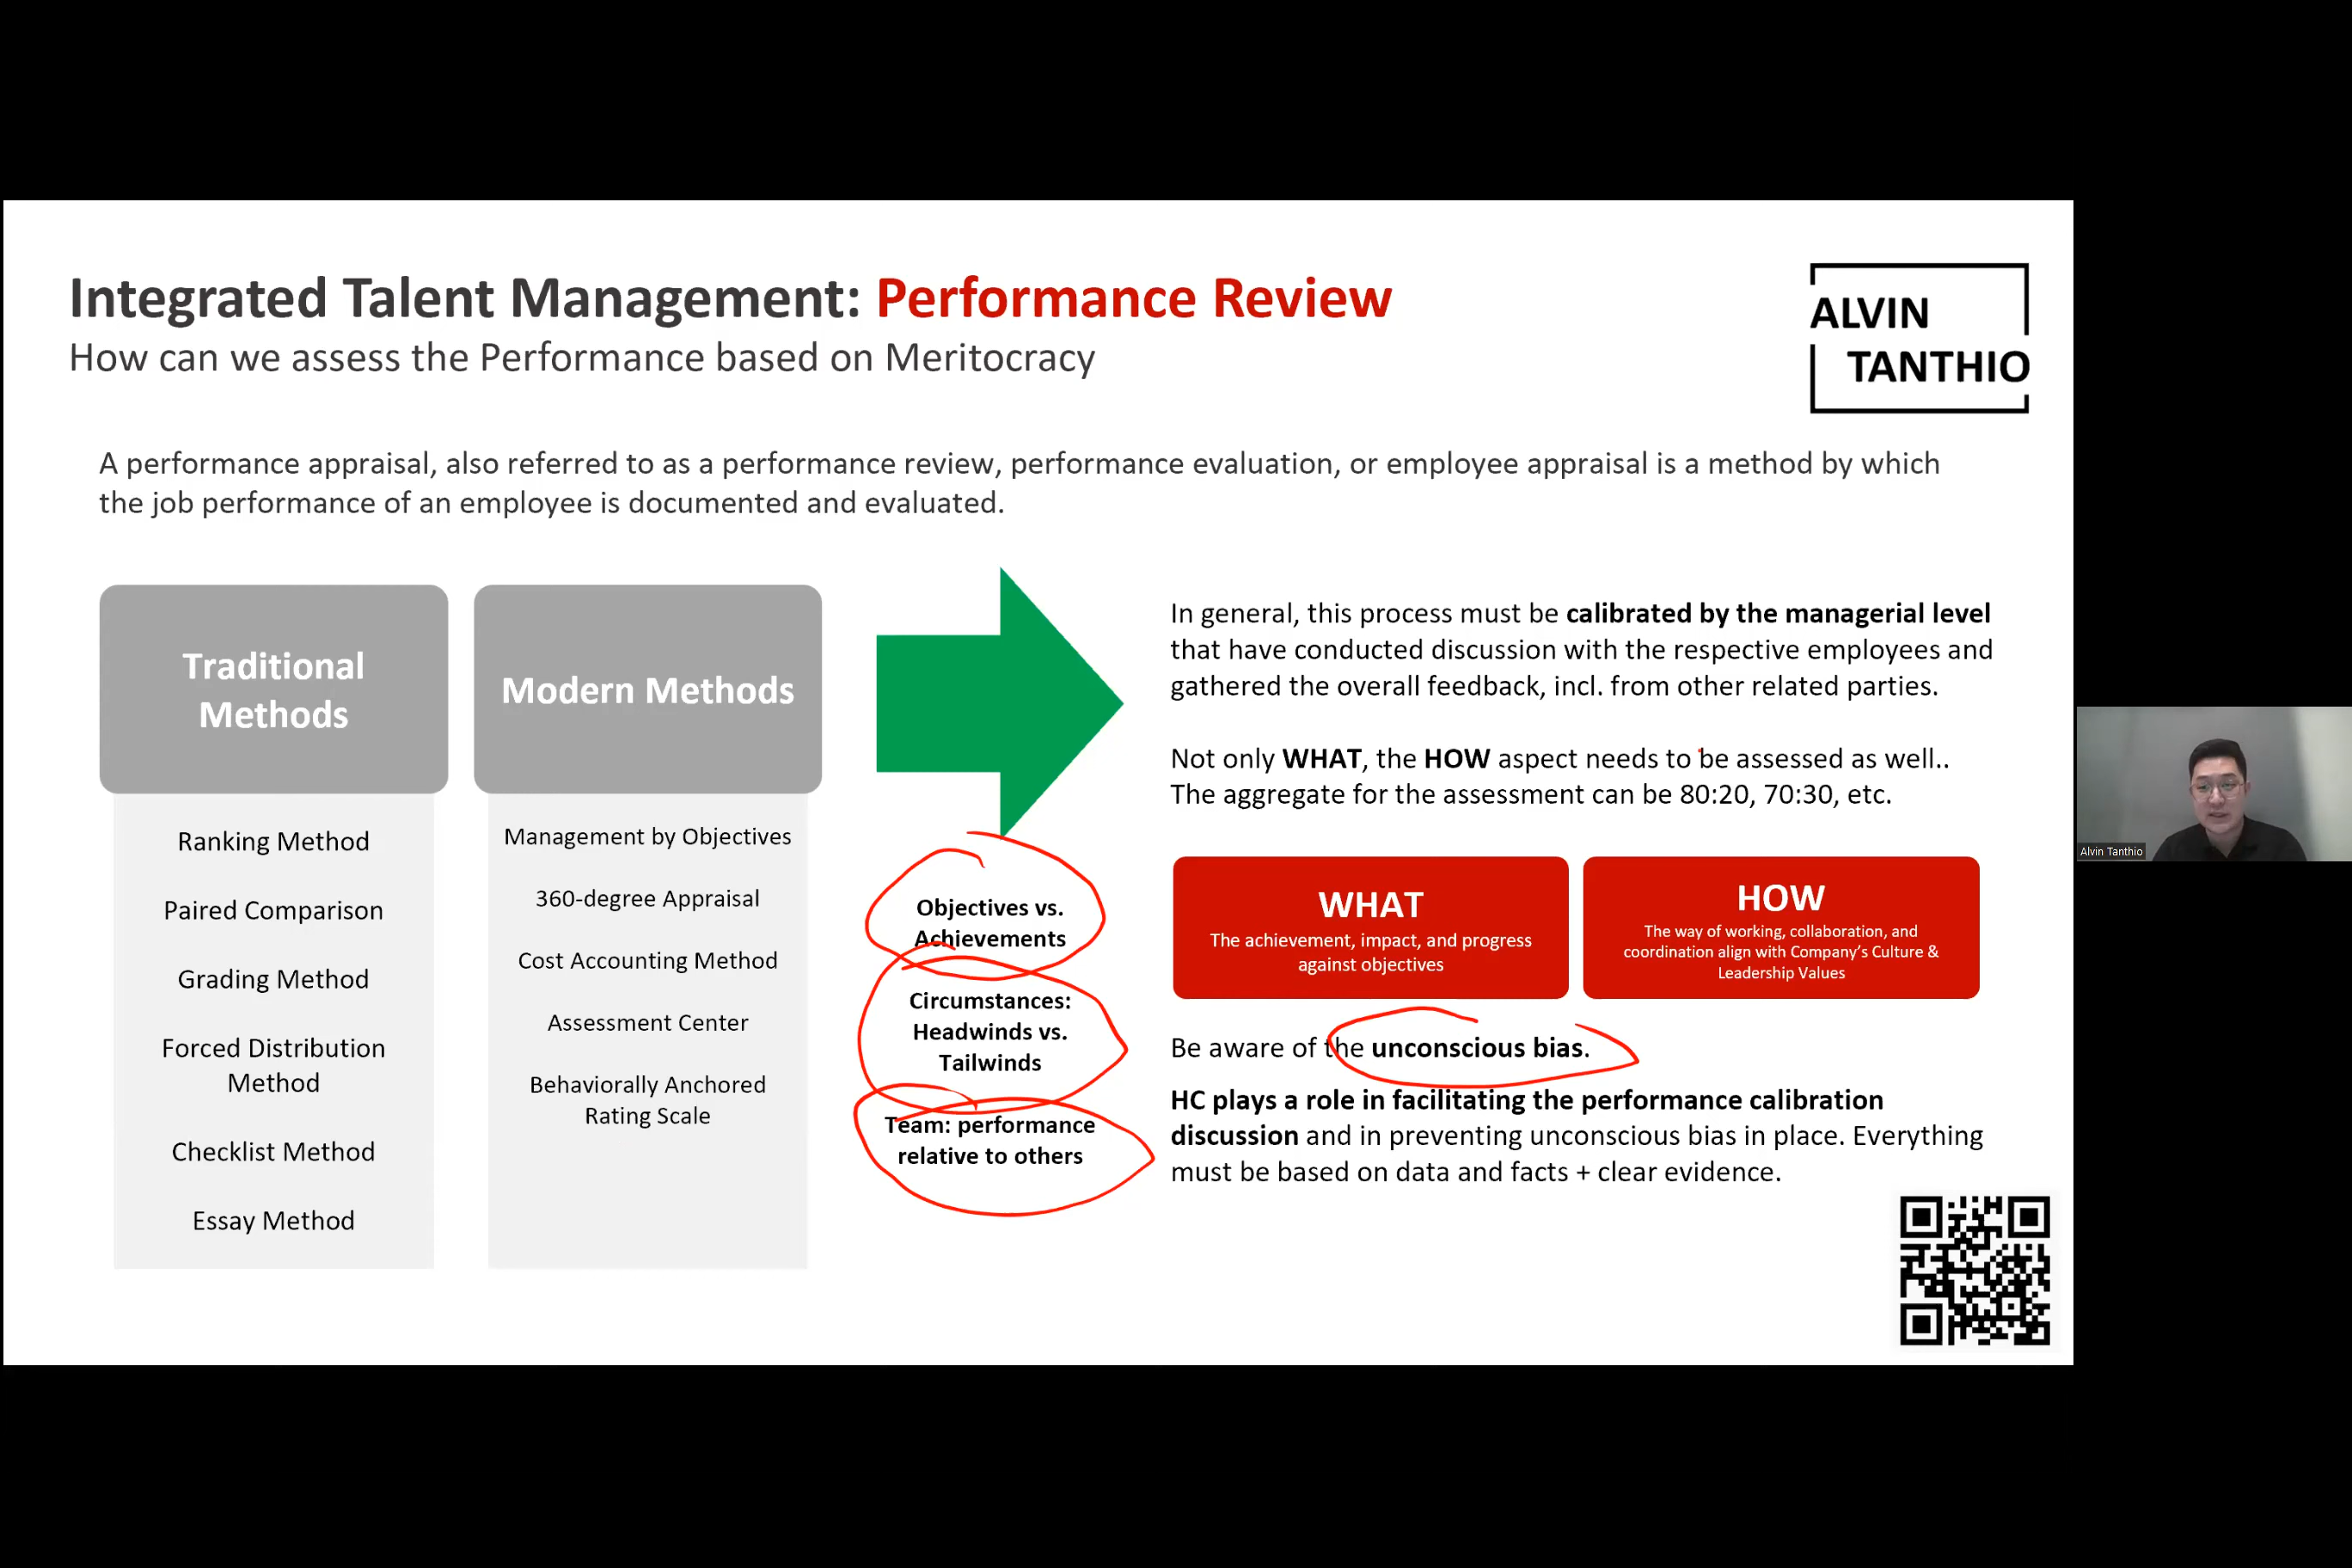 Integrated Talent Management: Performance Review
How can we assess the Performance based on Meritocracy
ALVIN
TANTHIO
A performance appraisal, also referred to as a performance review, performance evaluation, or employee appraisal is a method by which
the job performance of an employee is documented and evaluated.
Traditional
Methods
Ranking Method
Paired Comparison
Grading Method
Forced Distribution
Method
Checklist Method
Essay Method
Modern Methods
Management by Objectives
360-degree Appraisal
Cost Accounting Method
Assessment Center
Behaviorally Anchored
Rating Scale
Objectives vs.
Achievements
Circumstances:
Headwinds vs.
Tailwinds
Team: performance
relative to others
In general, this process must be calibrated by the managerial level
that have conducted discussion with the respective employees and
gathered the overall feedback, incl. from other related parties.
Not only WHAT, the HOW aspect needs to be assessed as well..
The aggregate for the assessment can be 80:20, 70:30, etc.
WHAT
The achievement, impact, and progress
against objectives
HOW
The way of working, collaboration, and
coordination align with Company's Culture &
Leadership Values
Be aware of the unconscious bias.
HC plays a role in facilitating the performance calibration
discussion and in preventing unconscious bias in place. Everything
must be based on data and facts + clear evidence.
Alvin Tanthio